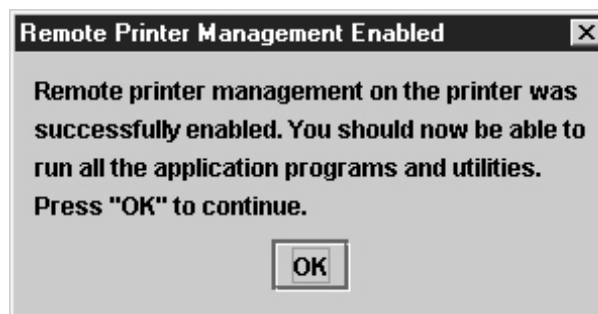 Remote Printer Management Enabled
Remote printer management on the printer was
successfully enabled. You should now be able to
run all the application programs and utilities.
Press "OK" to continue.
OK